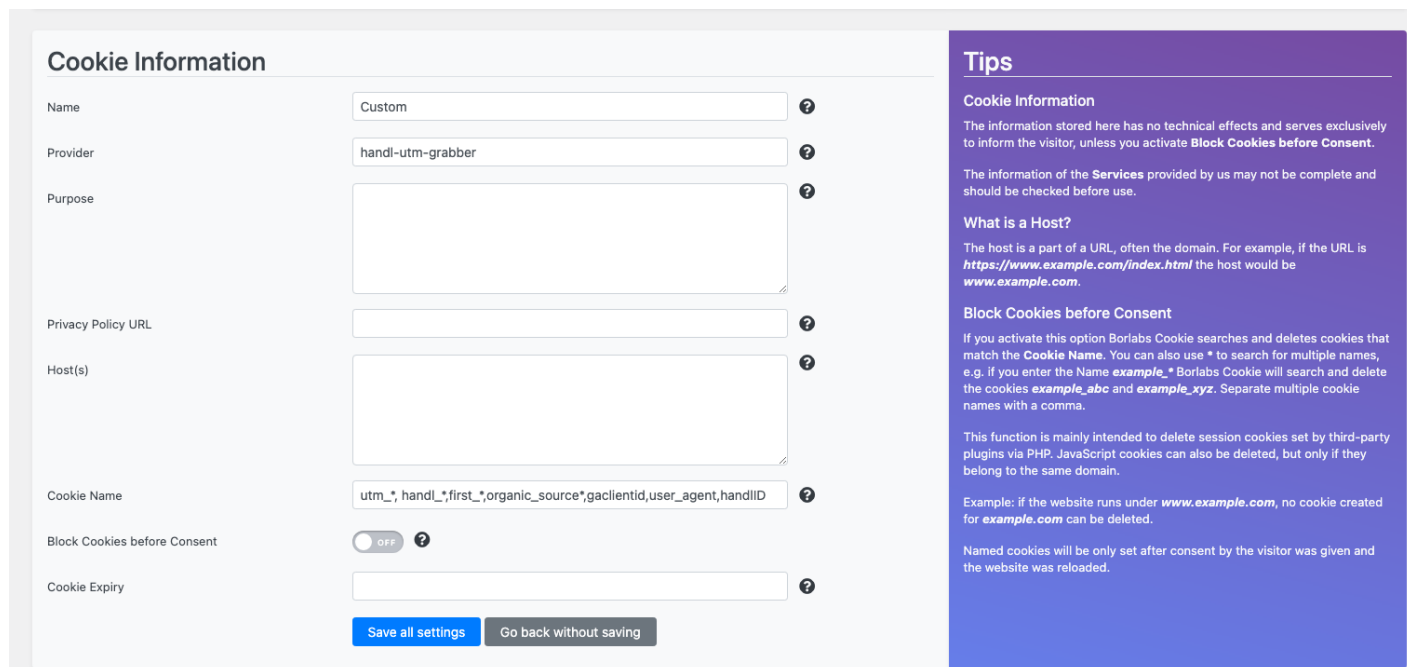 Cookie Information
Name
Custom
Provider
handl-utm-grabber
Purpose
Privacy Policy URL
Host(s)
Cookie Name
utm_*, handl_*,first_*,organic_source*,gaclientid,user_agent,handlID
Block Cookies before Consent
OFF
Cookie Expiry
Save all settings
Go back without saving
Tips
Cookie Information
The information stored here has no technical effects and serves exclusively
to inform the visitor, unless you activate Block Cookies before Consent.
The information of the Services provided by us may not be complete and
should be checked before use.
What is a Host?
The host is a part of a URL, often the domain. For example, if the URL is
https://www.example.com/index.html the host would be
www.example.com.
Block Cookies before Consent
If you activate this option Borlabs Cookie searches and deletes cookies that
match the Cookie Name. You can also use * to search for multiple names,
e.g. if you enter the Name example_* Borlabs Cookie will search and delete
the cookies example_abc and example_xyz. Separate multiple cookie
names with a comma.
This function is mainly intended to delete session cookies set by third-party
plugins via PHP. JavaScript cookies can also be deleted, but only if they
belong to the same domain.
Example: if the website runs under www.example.com, no cookie created
for example.com can be deleted.
Named cookies will be only set after consent by the visitor was given and
the website was reloaded.